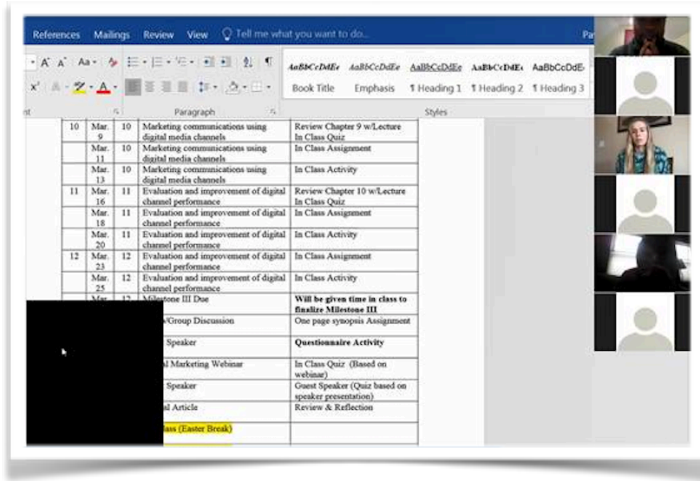 References Mailings Review View Tell me what you want to do...
Aa
Paragraph
AaBbCcDdEe AaBbCcDdEe AaBbCcDdEe AaBbCcDdEe AaBbCcDdE
Book Title Emphasis ¶ Heading 1 ¶ Heading 2 ¶ Heading 3
Styles
10 Mar. 10 Marketing communications using Review Chapter 9 w/Lecture
9 digital media channels In Class Quiz
Mar. 10 Marketing communications using In Class Assignment
11 digital media channels
Mar. 10 Marketing communications using In Class Activity
13 digital media channels
11 Mar. 11 Evaluation and improvement of digital Review Chapter 10 w/Lecture
16 channel performance In Class Quiz
Mar. 11 Evaluation and improvement of digital In Class Assignment
18 channel performance
Mar. 11 Evaluation and improvement of digital In Class Activity
20 channel performance
12 Mar. 12 Evaluation and improvement of digital In Class Assignment
23 channel performance
Mar. 12 Evaluation and improvement of digital In Class Activity
25 channel performance
Mar. 12 Milestone III Due Will be given time in class to
finalize Milestone III
/Group Discussion One page synopsis Assignment
Speaker Questionnaire Activity
al Marketing Webinar In Class Quiz (Based on
webinar)
Speaker Guest Speaker (Quiz based on
speaker presentation)
al Article Review & Reflection
lass (Easter Break)